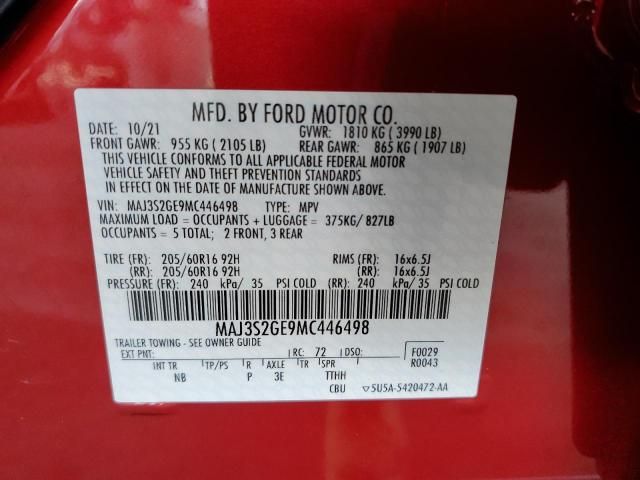 MFD. BY FORD MOTOR CO.
DATE: 10/21 GVWR: 1810 KG ( 3990 LB)
FRONT GAWR: 955 KG ( 2105 LB) REAR GAWR: 865 KG ( 1907 LB)
THIS VEHICLE CONFORMS TO ALL APPLICABLE FEDERAL MOTOR
VEHICLE SAFETY AND THEFT PREVENTION STANDARDS
IN EFFECT ON THE DATE OF MANUFACTURE SHOWN ABOVE.
VIN: MAJ3S2GE9MC446498 TYPE: MPV
MAXIMUM LOAD = OCCUPANTS + LUGGAGE = 375KG/ 827LB
OCCUPANTS = 5 TOTAL; 2 FRONT, 3 REAR
TIRE (FR): 205/60R16 92H RIMS (FR): 16x6.5J
(RR): 205/60R16 92H (RR): 16x6.5J
PRESSURE (FR): 240 kPa/ 35 PSI COLD (RR): 240 kPa/ 35 PSI COLD
MAJ3S2GE9MC446498
TRAILER TOWING - SEE OWNER GUIDE
EXT PNT: RC: 72 DSO: F0029
R0043
INT TR TP/PS R AXLE TR SPR
NB P 3E TTHH
CBU ▽5U5A-5420472-AA